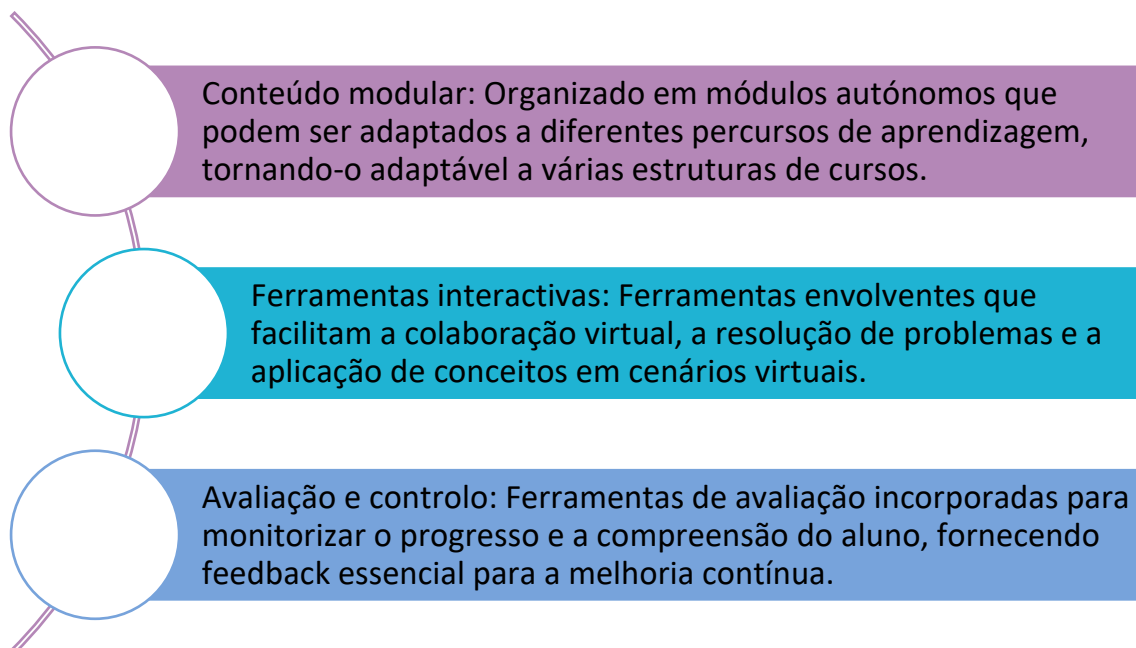 Conteúdo modular: Organizado em módulos autónomos que
podem ser adaptados a diferentes percursos de aprendizagem,
tornando-o adaptável a várias estruturas de cursos.
Ferramentas interactivas: Ferramentas envolventes que
facilitam a colaboração virtual, a resolução de problemas e a
aplicação de conceitos em cenários virtuais.
Avaliação e controlo: Ferramentas de avaliação incorporadas para
monitorizar o progresso e a compreensão do aluno, fornecendo
feedback essencial para a melhoria contínua.